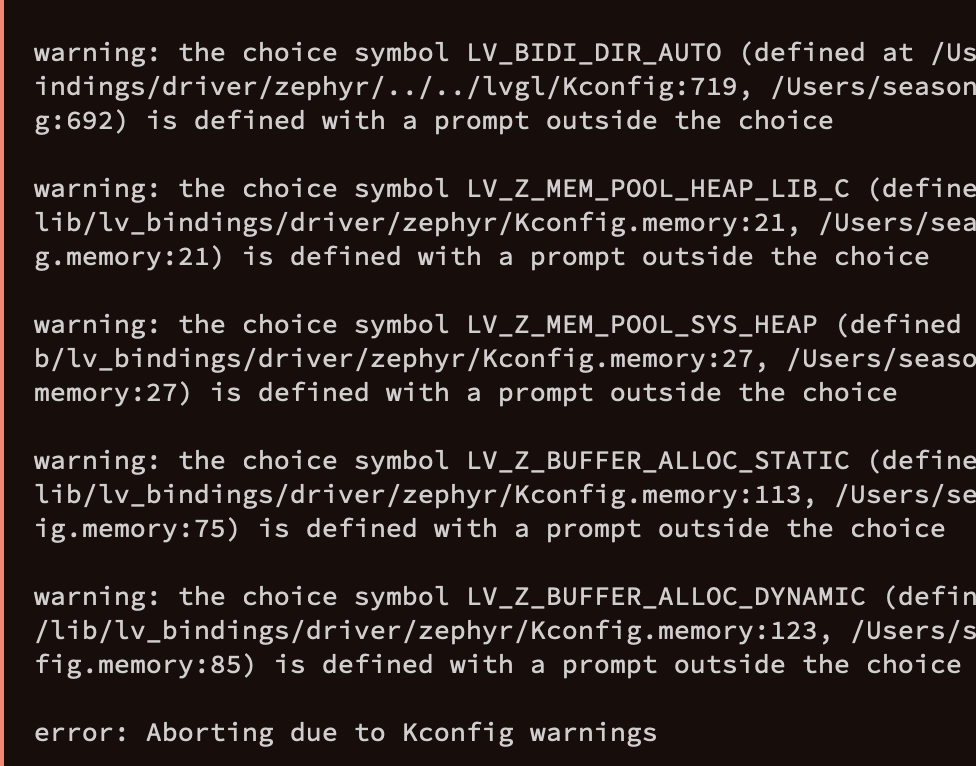 warning: the choice symbol LV_BIDI_DIR_AUTO (defined at /Us
indings/driver/zephyr/../../lvgl/Kconfig:719, /Users/season
g:692) is defined with a prompt outside the choice
warning: the choice symbol LV_Z_MEM_POOL_HEAP_LIB_C (define
lib/lv_bindings/driver/zephyr/Kconfig.memory:21, /Users/sea
g.memory:21) is defined with a prompt outside the choice
warning: the choice symbol LV_Z_MEM_POOL_SYS_HEAP (defined
b/lv_bindings/driver/zephyr/Kconfig.memory:27, /Users/seaso
memory:27) is defined with a prompt outside the choice
warning: the choice symbol LV_Z_BUFFER_ALLOC_STATIC (define
lib/lv_bindings/driver/zephyr/Kconfig.memory:113, /Users/se
ig.memory:75) is defined with a prompt outside the choice
warning: the choice symbol LV_Z_BUFFER_ALLOC_DYNAMIC (defin
/lib/lv_bindings/driver/zephyr/Kconfig.memory:123, /Users/s
fig.memory:85) is defined with a prompt outside the choice
error: Aborting due to Kconfig warnings